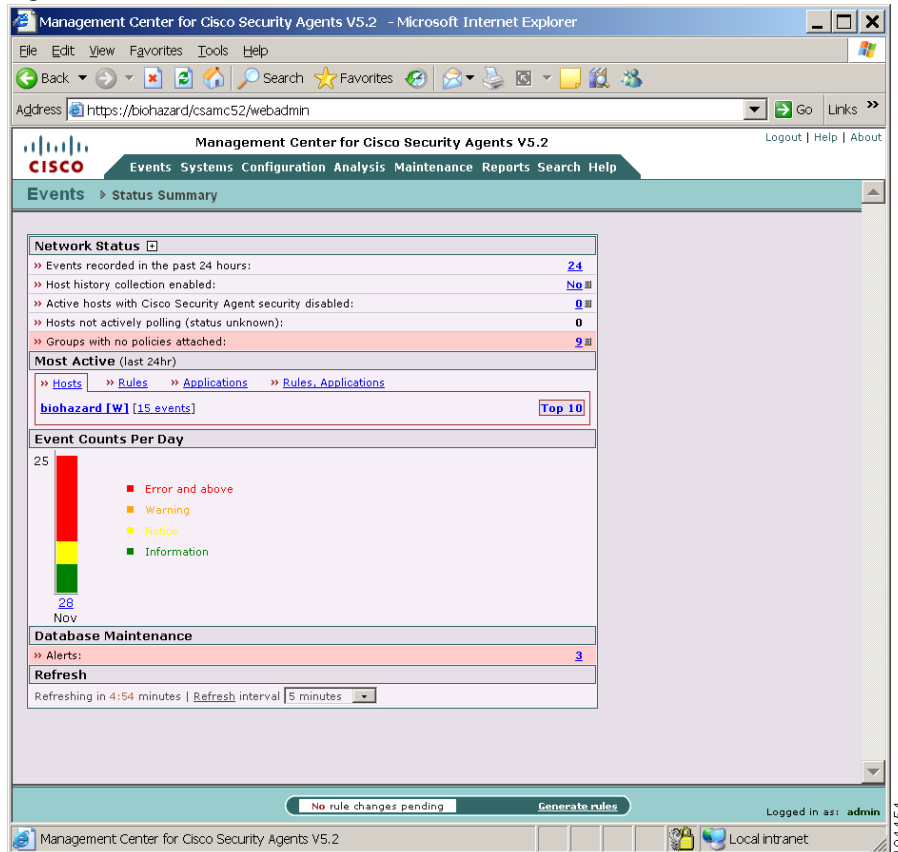 Management Center for Cisco Security Agents V5.2 - Microsoft Internet Explorer
File Edit View Favorites Tools Help
Back Search Favorites
Address https://biohazard/csamc52/webadmin Go Links »
Management Center for Cisco Security Agents V5.2 Logout | Help | About
CISCO Events Systems Configuration Analysis Maintenance Reports Search Help
Events > Status Summary
Network Status +
» Events recorded in the past 24 hours: 24
» Host history collection enabled: No
» Active hosts with Cisco Security Agent security disabled: 0
» Hosts not actively polling (status unknown): 0
» Groups with no policies attached: 9
Most Active (last 24hr)
» Hosts » Rules » Applications » Rules, Applications
biohazard [W] [15 events] Top 10
Event Counts Per Day
25
Error and above
Warning
Notice
Information
28
Nov
Database Maintenance
» Alerts: 3
Refresh
Refreshing in 4:54 minutes | Refresh interval 5 minutes
No rule changes pending Generate rules
Logged in as: admin
Management Center for Cisco Security Agents V5.2 Local intranet